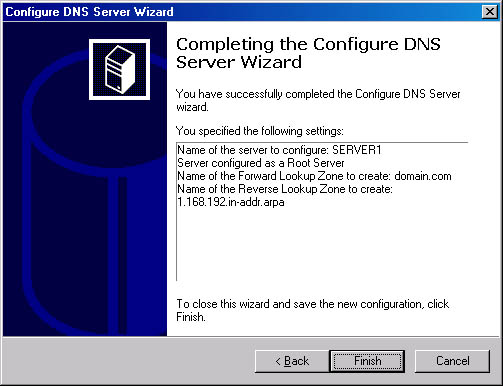 Configure DNS Server Wizard
Completing the Configure DNS
Server Wizard
You have successfully completed the Configure DNS Server
wizard.
You specified the following settings:
Name of the server to configure: SERVER1
Server configured as a Root Server
Name of the Forward Lookup Zone to create: domain.com
Name of the Reverse Lookup Zone to create:
1.168.192.in-addr.arpa
To close this wizard and save the new configuration, click
Finish.
< Back
Finish
Cancel